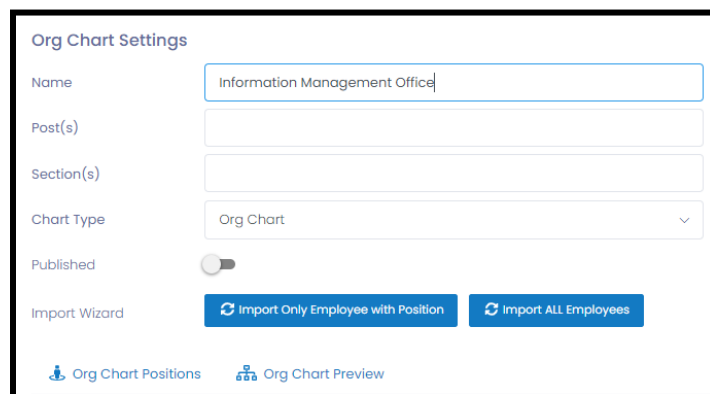 Org Chart Settings
Name Information Management Office
Post(s)
Section(s)
Chart Type Org Chart
Published
Import Wizard Import Only Employee with Position Import ALL Employees
Org Chart Positions Org Chart Preview